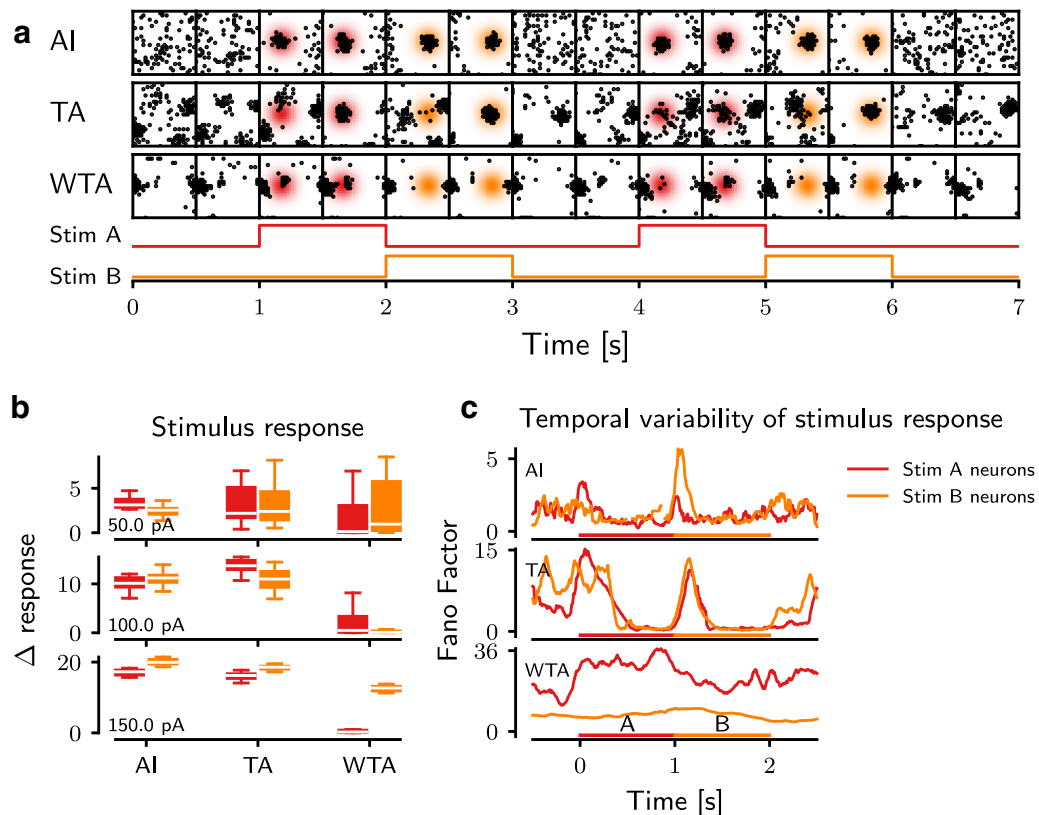 a
AI
TA
WTA
Stim A
Stim B
0 1 2 3 4 5 6 7
Time [s]
b
Stimulus response
5
0
50.0 pA
10
0
100.0 pA
20
0
150.0 pA
Δ response
AI TA WTA
c
Temporal variability of stimulus response
AI
5
0
Stim A neurons
Stim B neurons
TA
15
0
WTA
36
0
A B
Fano Factor
0 1 2
Time [s]